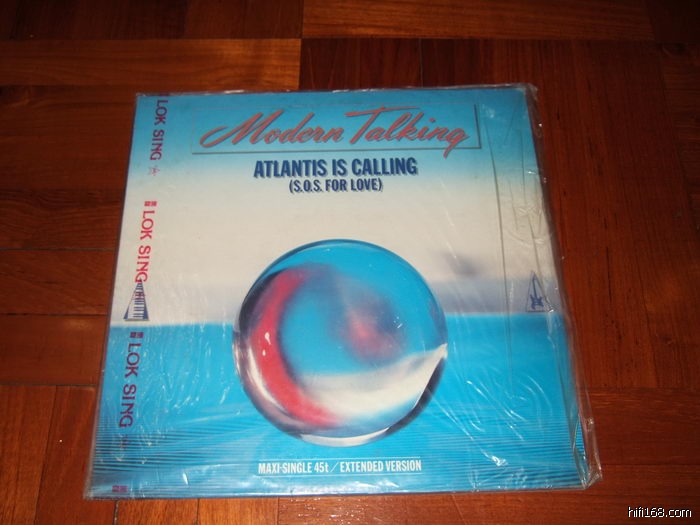 Modern Talking
ATLANTIS IS CALLING
(S.O.S. FOR LOVE)
LOK SING
LOK SING
LOK SING
MAXI-SINGLE 45t / EXTENDED VERSION
hifi168.com